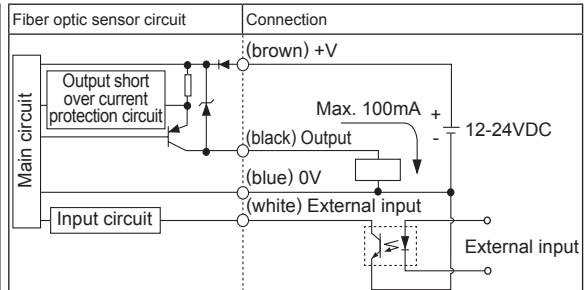 Fiber optic sensor circuit
Connection
(brown) +V
Output short
over current
protection circuit
Main circuit
Max. 100mA
+
-
12-24VDC
(black) Output
(blue) 0V
(white) External input
Input circuit
External input